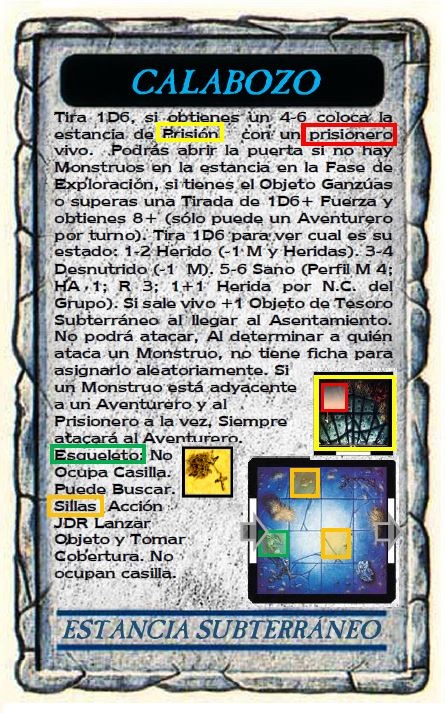 CALABOZO
Tira 1D6, si obtienes un 4-6 coloca la
estancia de Prisión con un prisionero
vivo. Podrás abrir la puerta si no hay
Monstruos en la estancia en la Fase de
Exploración, si tienes el Objeto Ganzúas
o superas una Tirada de 1D6+ Fuerza y
obtienes 8+ (sólo puede un Aventurero
por turno). Tira 1D6 para ver cual es su
estado: 1-2 Herido (-1 M y Heridas). 3-4
Desnutrido (-1 M). 5-6 Sano (Perfil M 4;
HA 1; R 3; 1+1 Herida por N.C. del
Grupo). Si sale vivo +1 Objeto de Tesoro
Subterráneo al llegar al Asentamiento.
No podrá atacar, Al determinar a quién
ataca un Monstruo, no tiene ficha para
asignarlo aleatoriamente. Si
un Monstruo está adyacente
a un Aventurero y al
Prisionero a la vez, Siempre
atacará al Aventurero.
Esqueleto: No
Ocupa Casilla.
Puede Buscar.
Sillas Acción
JDR Lanzar
Objeto y Tomar
Cobertura. No
ocupan casilla.
ESTANCIA SUBTERRÁNEO